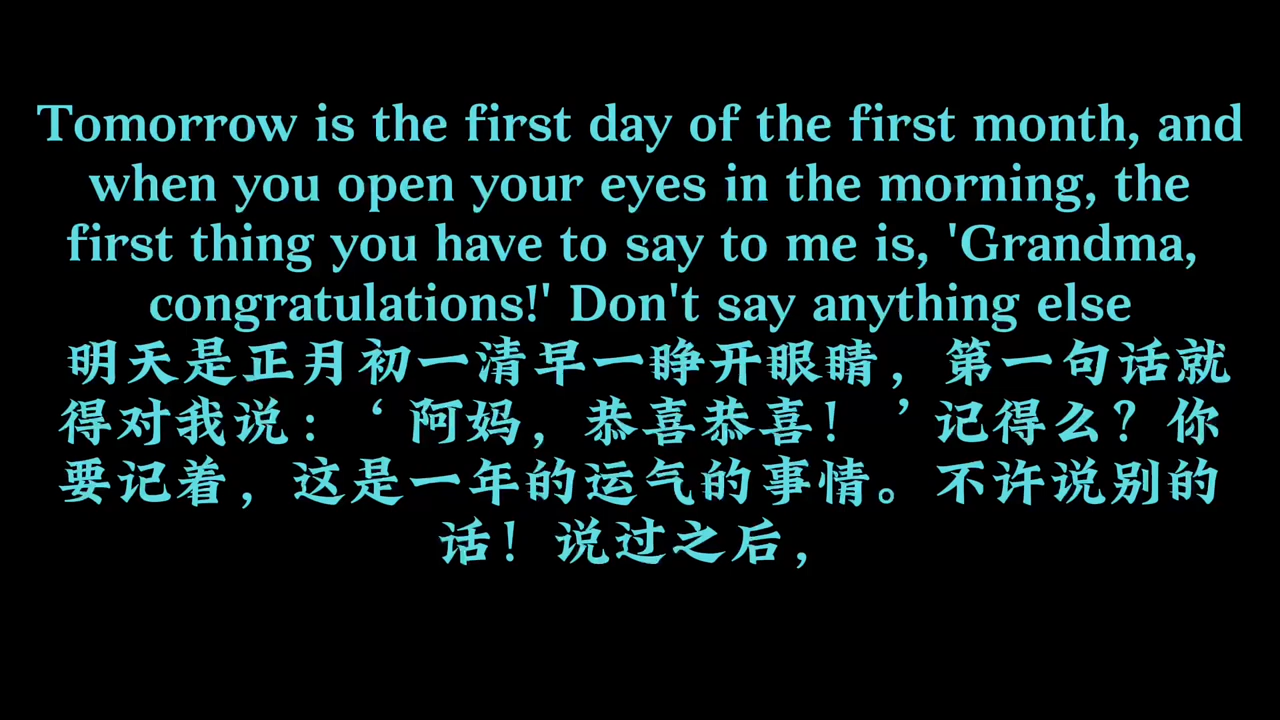 Tomorrow is the first day of the first month, and
when you open your eyes in the morning, the
first thing you have to say to me is, 'Grandma,
congratulations!' Don't say anything else
明天是正月初一清早一睁开眼睛，第一句话就
得对我说：‘阿妈，恭喜恭喜！’记得么？你
要记着，这是一年的运气的事情。不许说别的
话！说过之后，